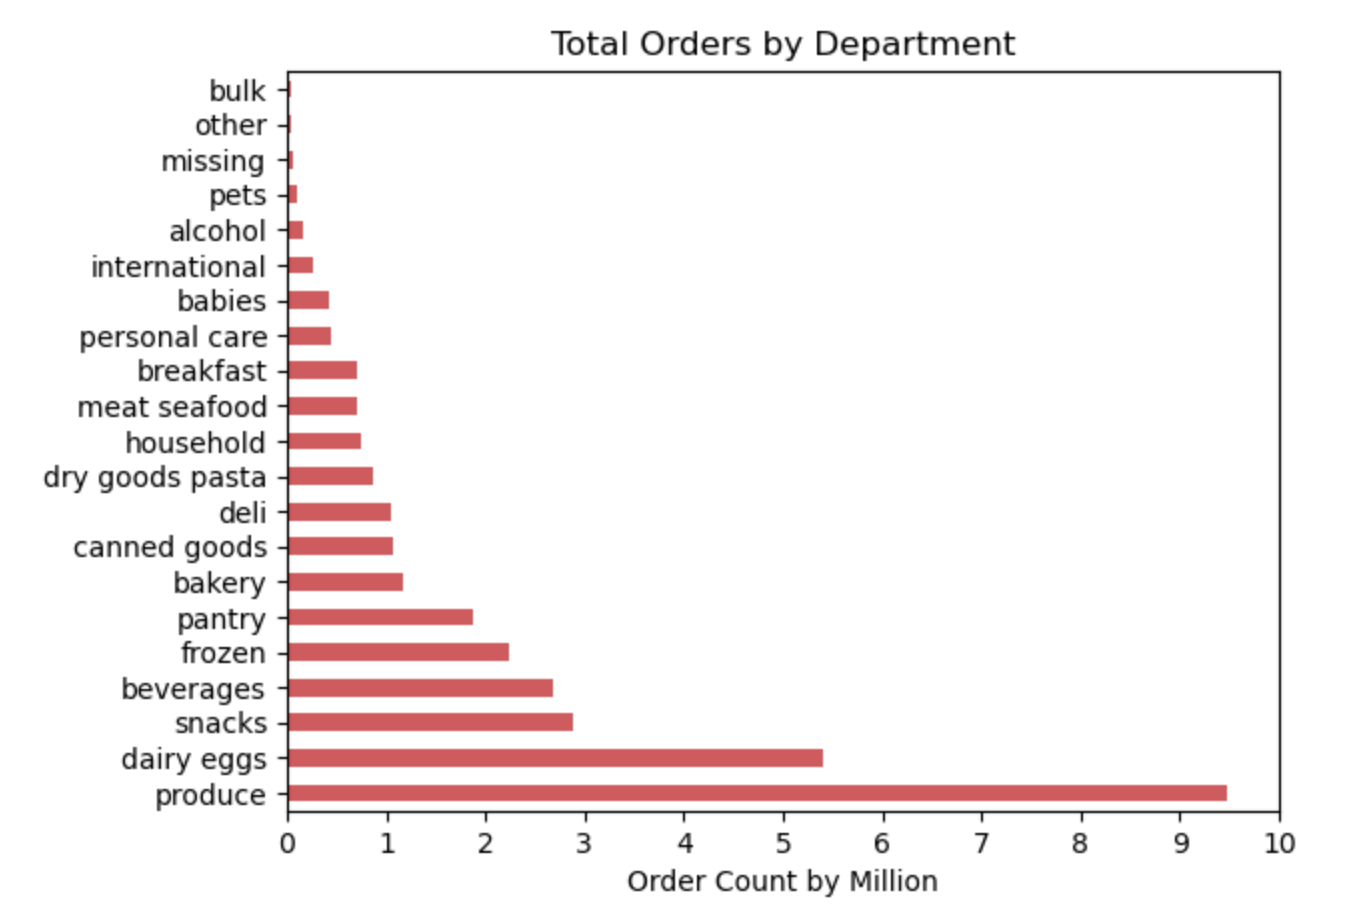 Total Orders by Department
bulk
other
missing
pets
alcohol
international
babies
personal care
breakfast
meat seafood
household
dry goods pasta
deli
canned goods
bakery
pantry
frozen
beverages
snacks
dairy eggs
produce
0 1 2 3 4 5 6 7 8 9 10
Order Count by Million